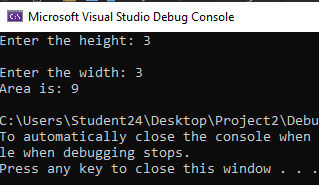 Microsoft Visual Studio Debug Console
Enter the height: 3
Enter the width: 3
Area is: 9
C:\Users\Student24\Desktop\Project2\Debu
To automatically close the console when
le when debugging stops.
Press any key to close this window . . .